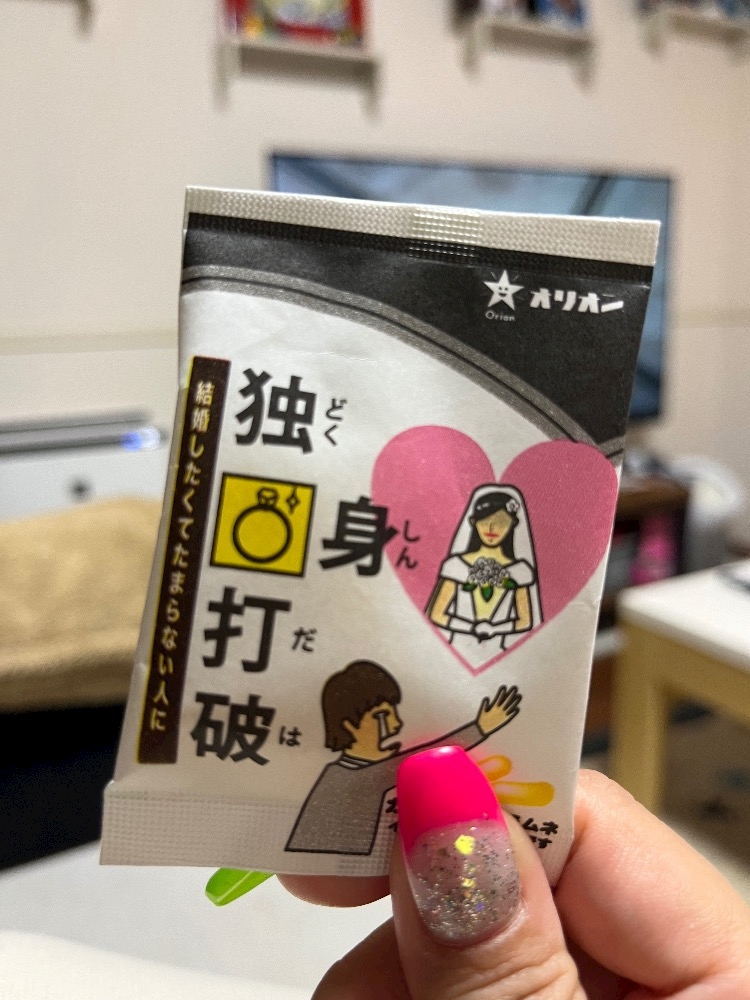 Orion
オリオン
結婚したくてたまらない人に
独
どく
身
しん
打
だ
破
は